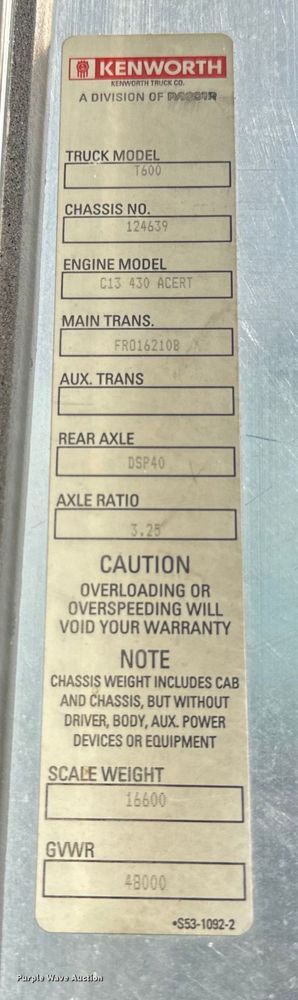 KENWORTH
KENWORTH TRUCK CO.
A DIVISION OF PACCAR
TRUCK MODEL
T600
CHASSIS NO.
124639
ENGINE MODEL
C13 430 ACERT
MAIN TRANS.
FRO16210B
AUX. TRANS
REAR AXLE
DSP40
AXLE RATIO
3.25
CAUTION
OVERLOADING OR
OVERSPEEDING WILL
VOID YOUR WARRANTY
NOTE
CHASSIS WEIGHT INCLUDES CAB
AND CHASSIS, BUT WITHOUT
DRIVER, BODY, AUX. POWER
DEVICES OR EQUIPMENT
SCALE WEIGHT
16600
GVWR
48000
•S53-1092-2
Purple Wave Auction